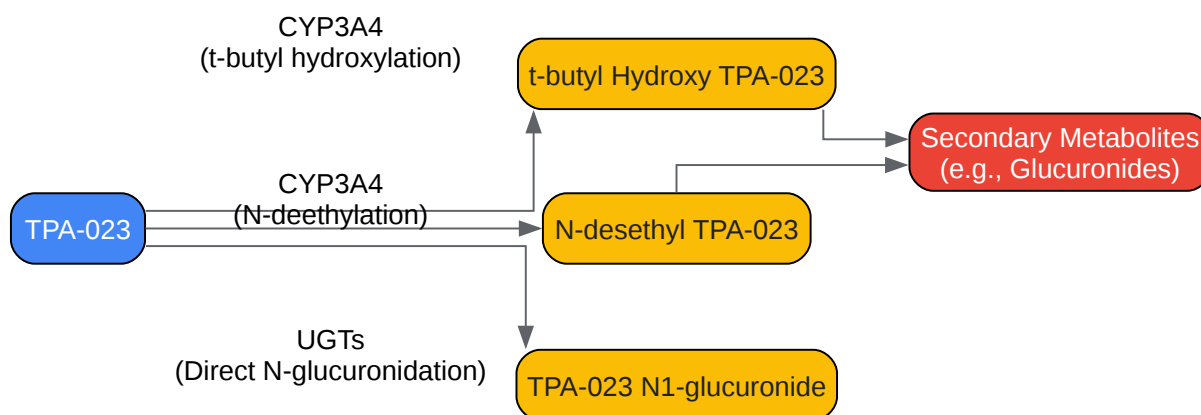 CYP3A4
(t-butyl hydroxylation)
t-butyl Hydroxy TPA-023
Secondary Metabolites
(e.g., Glucuronides)
CYP3A4
(N-deethylation)
TPA-023
N-desethyl TPA-023
UGTs
(Direct N-glucuronidation)
TPA-023 N1-glucuronide